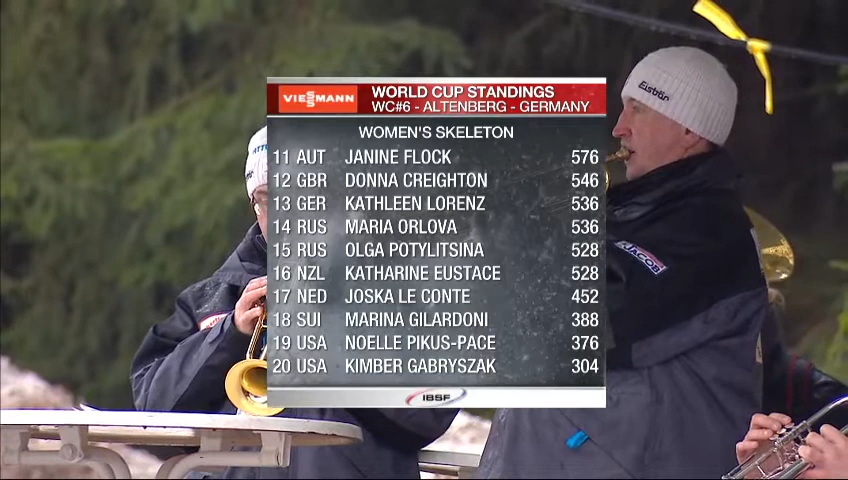 VIESSMANN
WORLD CUP STANDINGS
WC#6 - ALTENBERG - GERMANY
WOMEN'S SKELETON
11 AUT JANINE FLOCK 576
12 GBR DONNA CREIGHTON 546
13 GER KATHLEEN LORENZ 536
14 RUS MARIA ORLOVA 536
15 RUS OLGA POTYLITSINA 528
16 NZL KATHARINE EUSTACE 528
17 NED JOSKA LE CONTE 452
18 SUI MARINA GILARDONI 388
19 USA NOELLE PIKUS-PACE 376
20 USA KIMBER GABRYSZAK 304
IBSF
Eistår
JACOB